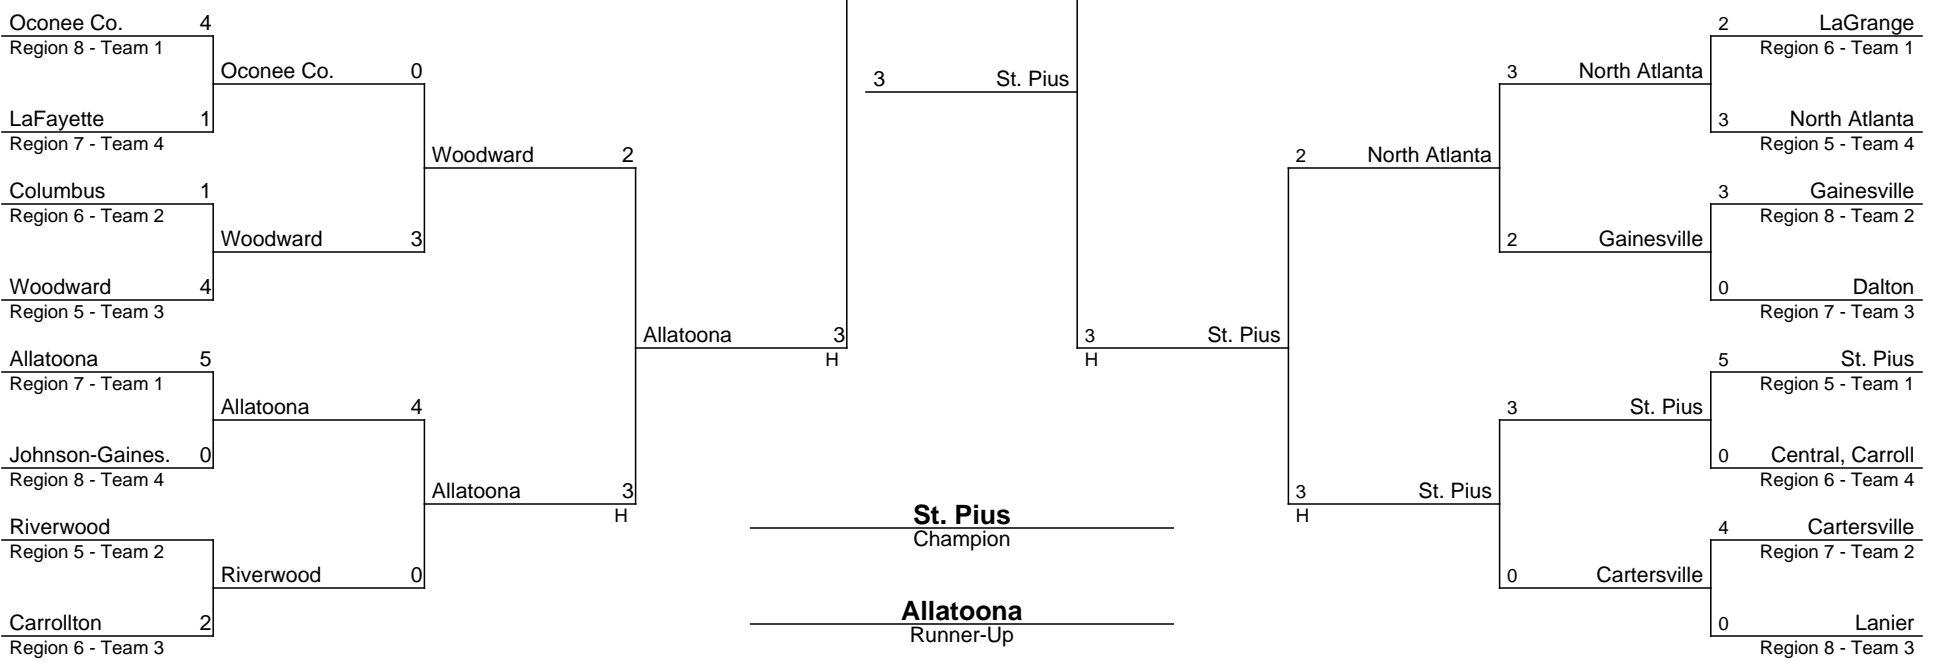 Oconee Co. 4
Region 8 - Team 1
Oconee Co. 0
LaFayette 1
Region 7 - Team 4
Woodward 2
Columbus 1
Region 6 - Team 2
Woodward 3
Woodward 4
Region 5 - Team 3
Allatoona 3
H
Allatoona 5
Region 7 - Team 1
Allatoona 4
Johnson-Gaines. 0
Region 8 - Team 4
Allatoona 3
H
Riverwood
Region 5 - Team 2
Riverwood 0
Carrollton 2
Region 6 - Team 3
3 St. Pius
St. Pius
Champion
Allatoona
Runner-Up
2 LaGrange
Region 6 - Team 1
3 North Atlanta
3 North Atlanta
Region 5 - Team 4
2 North Atlanta
3 Gainesville
Region 8 - Team 2
2 Gainesville
0 Dalton
Region 7 - Team 3
3 St. Pius
H
5 St. Pius
Region 5 - Team 1
3 St. Pius
0 Central, Carroll
Region 6 - Team 4
3 St. Pius
H
4 Cartersville
Region 7 - Team 2
0 Cartersville
0 Lanier
Region 8 - Team 3